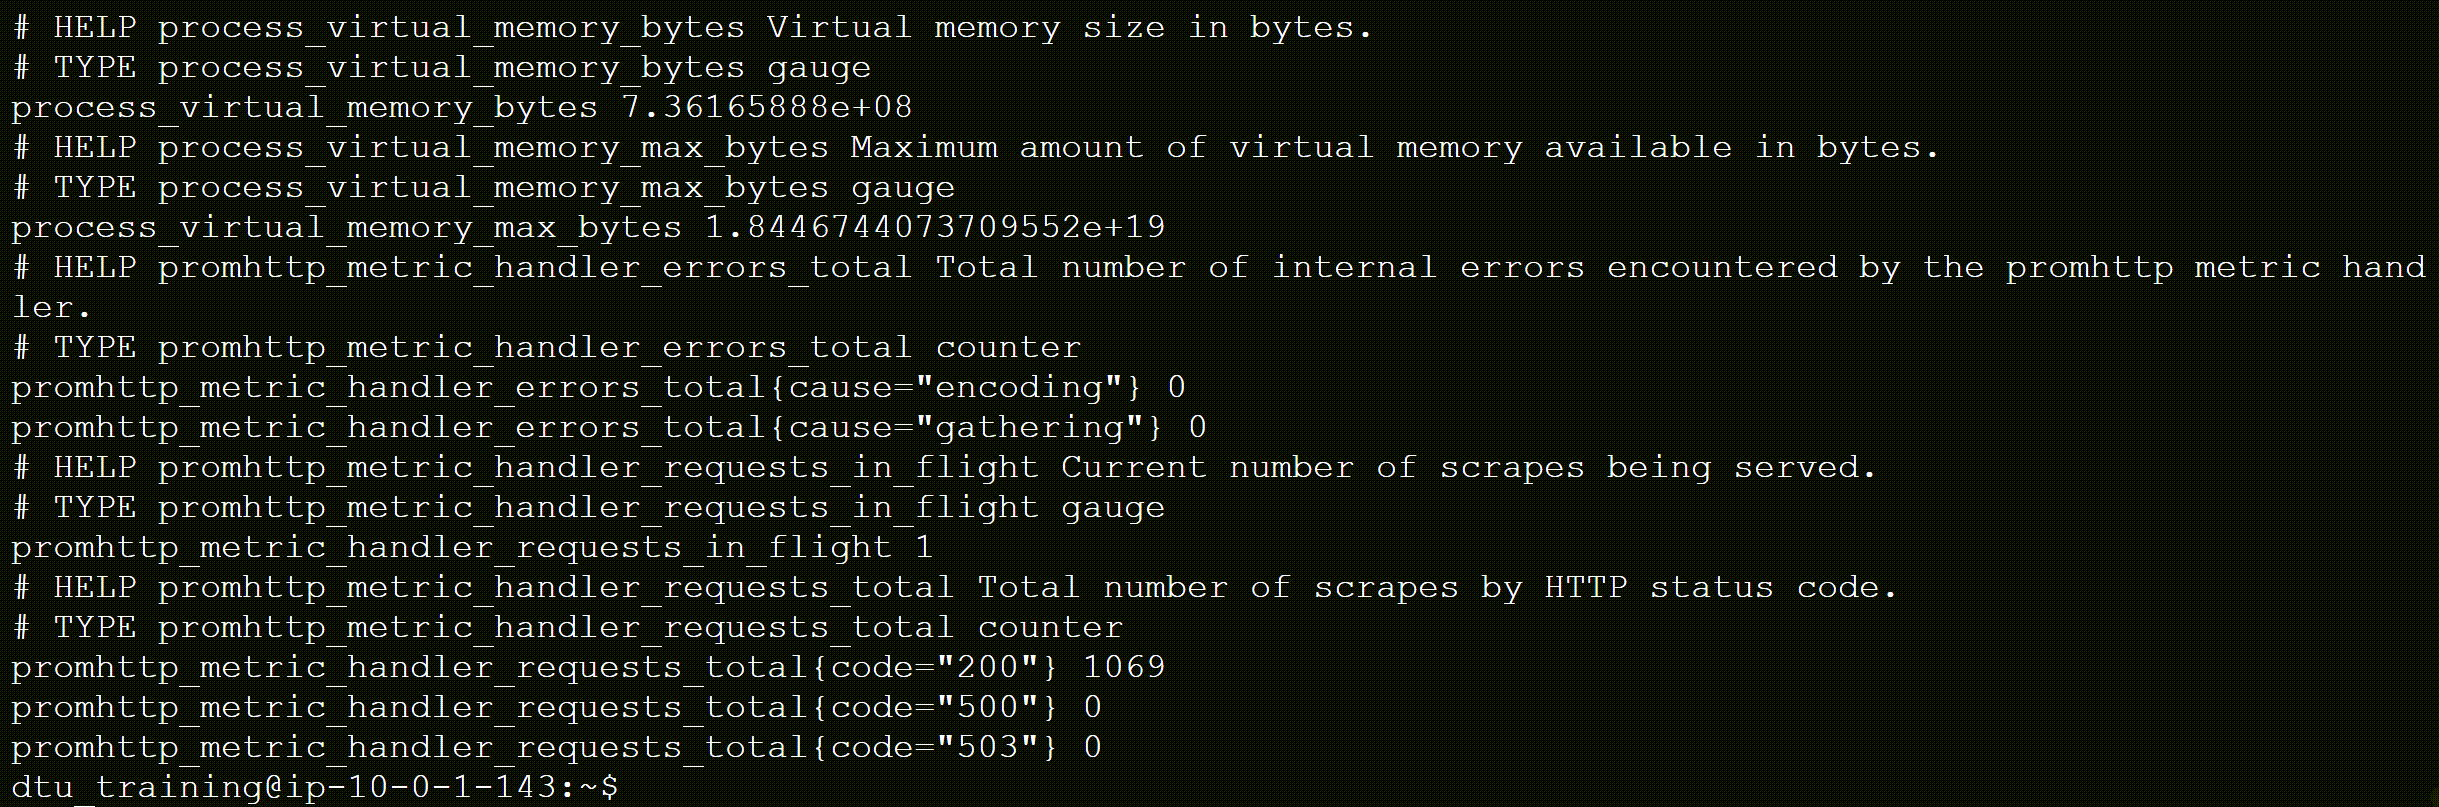 # HELP process_virtual_memory_bytes Virtual memory size in bytes.
# TYPE process_virtual_memory_bytes gauge
process_virtual_memory_bytes 7.36165888e+08
# HELP process_virtual_memory_max_bytes Maximum amount of virtual memory available in bytes.
# TYPE process_virtual_memory_max_bytes gauge
process_virtual_memory_max_bytes 1.8446744073709552e+19
# HELP promhttp_metric_handler_errors_total Total number of internal errors encountered by the promhttp metric hand
ler.
# TYPE promhttp_metric_handler_errors_total counter
promhttp_metric_handler_errors_total{cause="encoding"} 0
promhttp_metric_handler_errors_total{cause="gathering"} 0
# HELP promhttp_metric_handler_requests_in_flight Current number of scrapes being served.
# TYPE promhttp_metric_handler_requests_in_flight gauge
promhttp_metric_handler_requests_in_flight 1
# HELP promhttp_metric_handler_requests_total Total number of scrapes by HTTP status code.
# TYPE promhttp_metric_handler_requests_total counter
promhttp_metric_handler_requests_total{code="200"} 1069
promhttp_metric_handler_requests_total{code="500"} 0
promhttp_metric_handler_requests_total{code="503"} 0
dtu_training@ip-10-0-1-143:~$